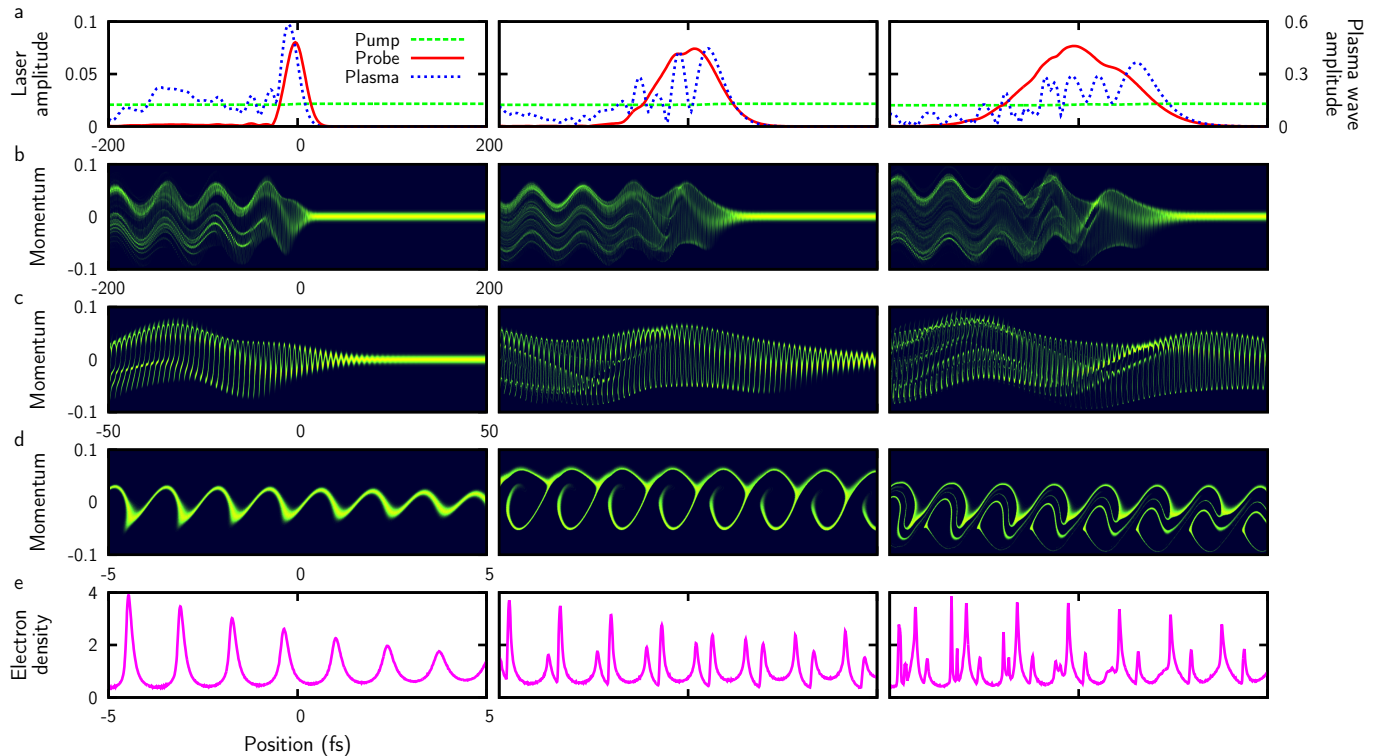 a
0.1
0.05
0
Laser
amplitude
Pump
Probe
Plasma
0.6
0.3
0
Plasma wave
amplitude
-200
0
200
b
0.1
0
-0.1
Momentum
-200
0
200
c
0.1
0
-0.1
Momentum
-50
0
50
d
0.1
0
-0.1
Momentum
-5
0
5
e
4
2
0
Electron
density
-5
0
5
Position (fs)